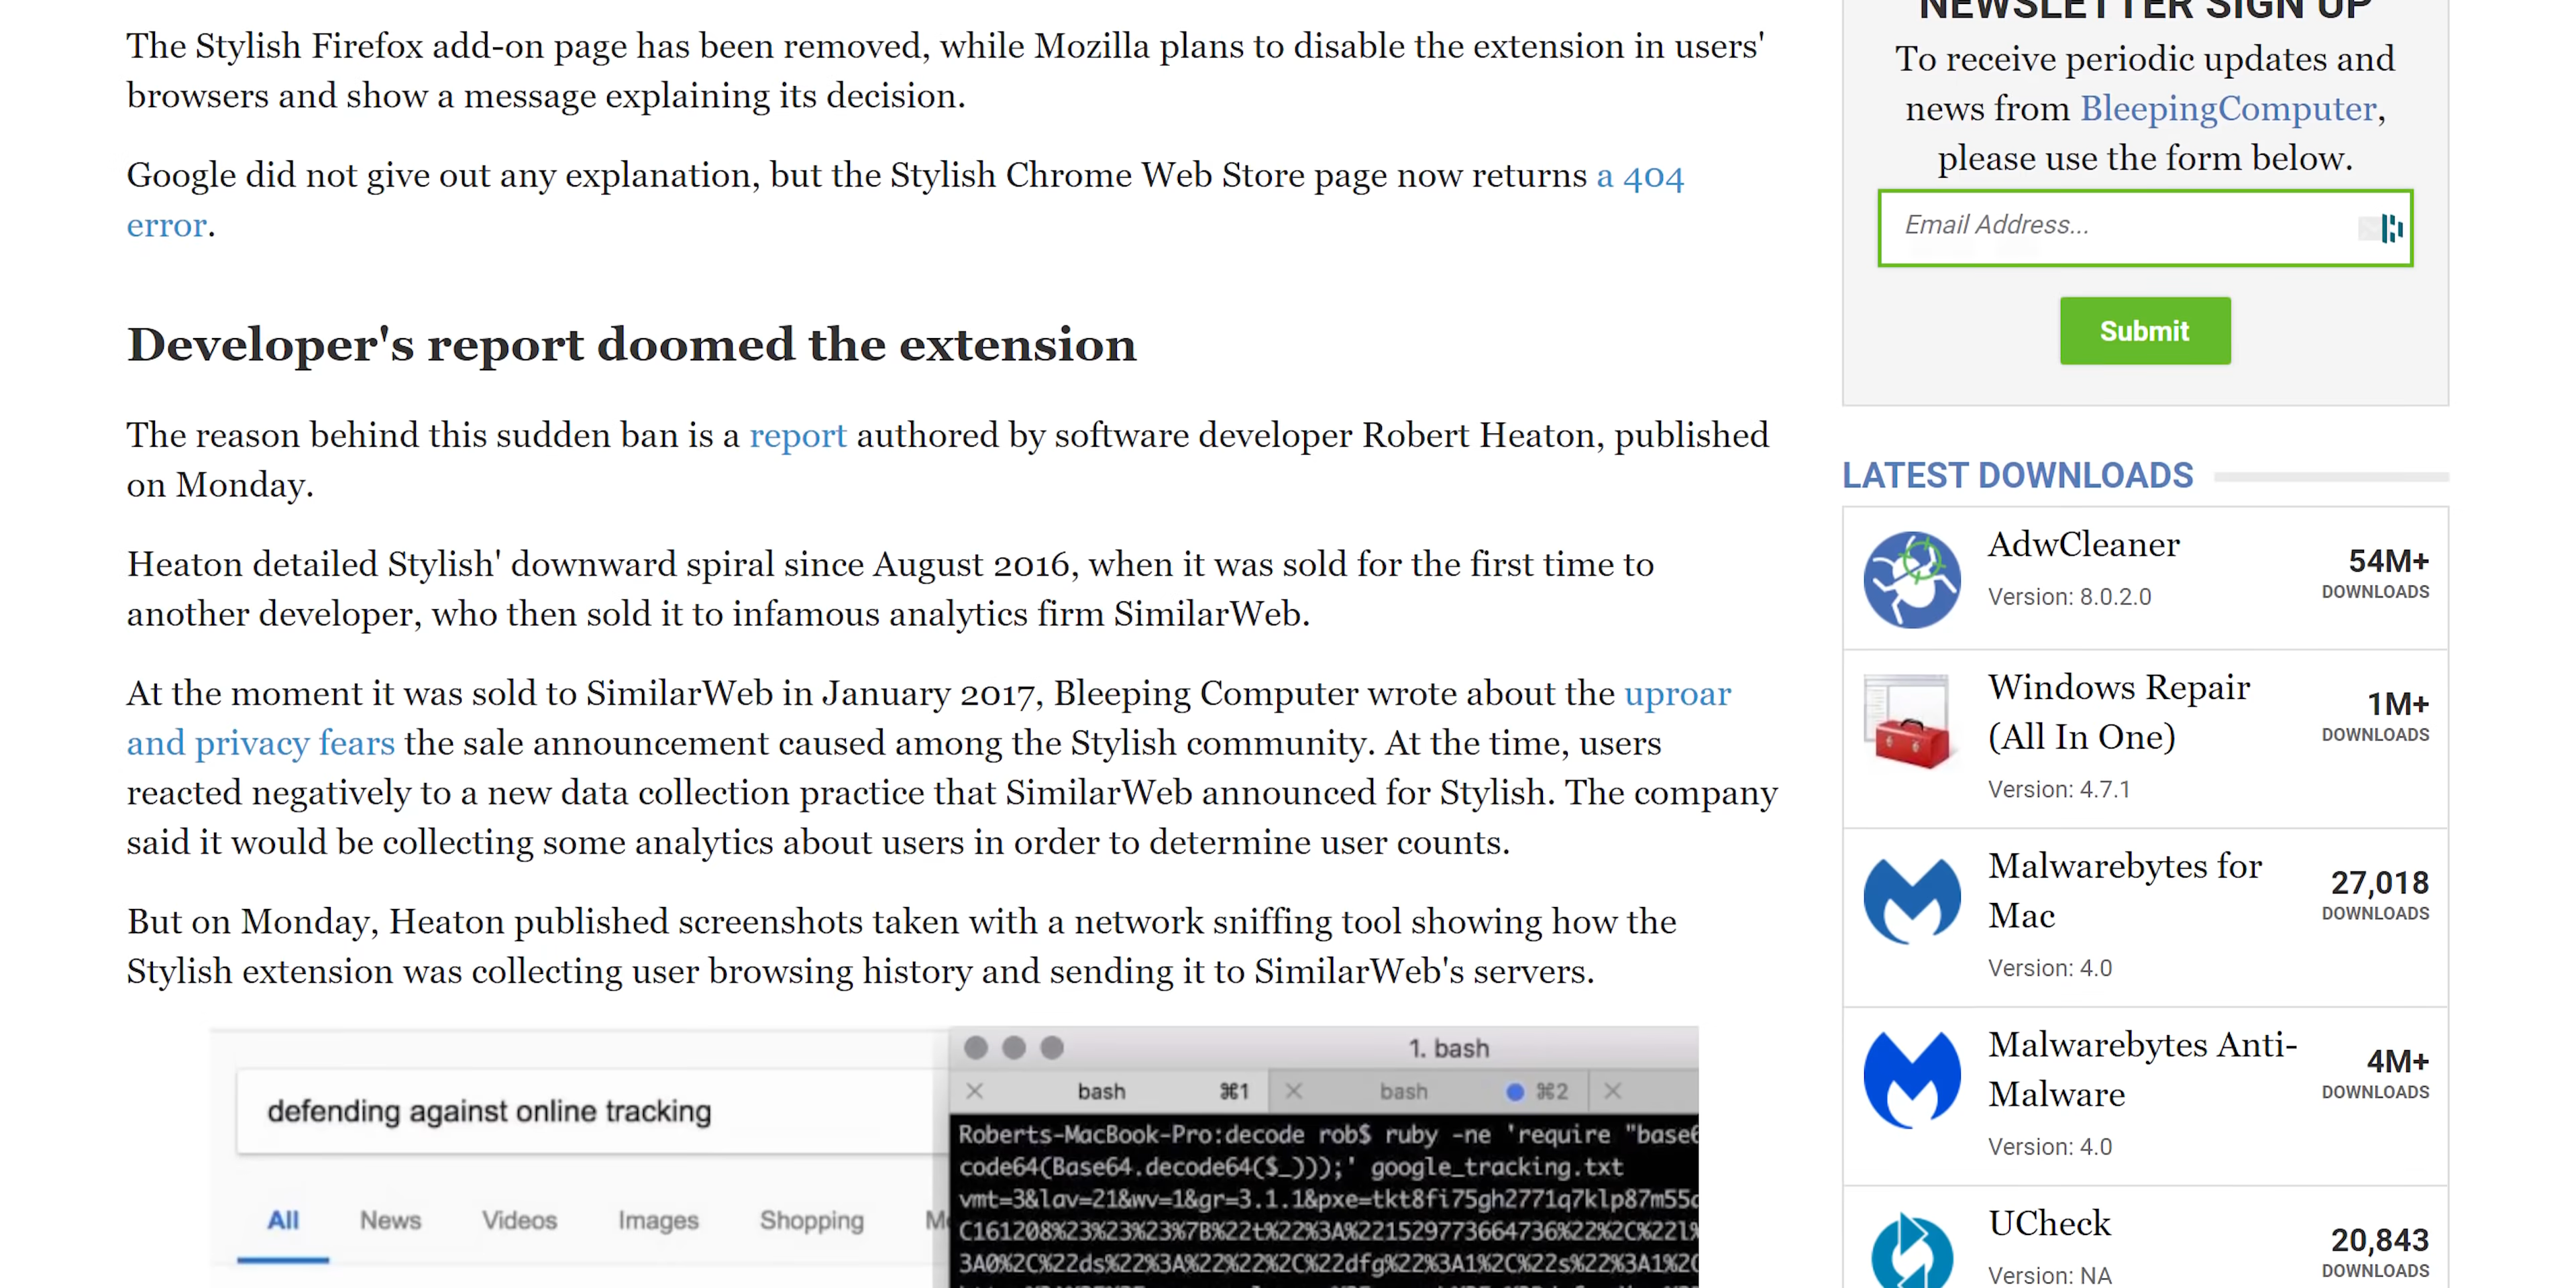 The Stylish Firefox add-on page has been removed, while Mozilla plans to disable the extension in users'
browsers and show a message explaining its decision.
Google did not give out any explanation, but the Stylish Chrome Web Store page now returns a 404
error.
Developer's report doomed the extension
The reason behind this sudden ban is a report authored by software developer Robert Heaton, published
on Monday.
Heaton detailed Stylish' downward spiral since August 2016, when it was sold for the first time to
another developer, who then sold it to infamous analytics firm SimilarWeb.
At the moment it was sold to SimilarWeb in January 2017, Bleeping Computer wrote about the uproar
and privacy fears the sale announcement caused among the Stylish community. At the time, users
reacted negatively to a new data collection practice that SimilarWeb announced for Stylish. The company
said it would be collecting some analytics about users in order to determine user counts.
But on Monday, Heaton published screenshots taken with a network sniffing tool showing how the
Stylish extension was collecting user browsing history and sending it to SimilarWeb's servers.
defending against online tracking
All News Videos Images Shopping
1. bash
bash ⌘1 bash ⌘2
Roberts-MacBook-Pro:decode rob$ ruby -ne 'require "base6
code64(Base64.decode64($_)));' google_tracking.txt
vmt=3&lav=21&wv=1&gr=3.1.1&pxe=tkt8fi75gh2771q7klp87m55
C161208%23%23%23%7B%22t%22%3A%221529773664736%22%2C%22l%
3A0%2C%22ds%22%3A%22%22%2C%22dfg%22%3A1%2C%22s%22%3A1%2C
NEWSLETTER SIGN UP
To receive periodic updates and
news from BleepingComputer,
please use the form below.
Email Address...
Submit
LATEST DOWNLOADS
AdwCleaner
Version: 8.0.2.0
54M+
DOWNLOADS
Windows Repair
(All In One)
Version: 4.7.1
1M+
DOWNLOADS
Malwarebytes for
Mac
Version: 4.0
27,018
DOWNLOADS
Malwarebytes Anti-
Malware
Version: 4.0
4M+
DOWNLOADS
UCheck
Version: NA
20,843
DOWNLOADS